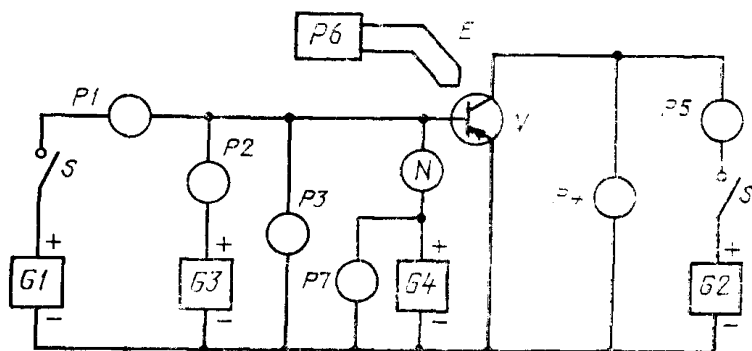 P6
E
P1
P2
V
P5
S
N
S
P3
P4
+
+
+
+
G1
G3
P7
G4
G2
-
-
-
-